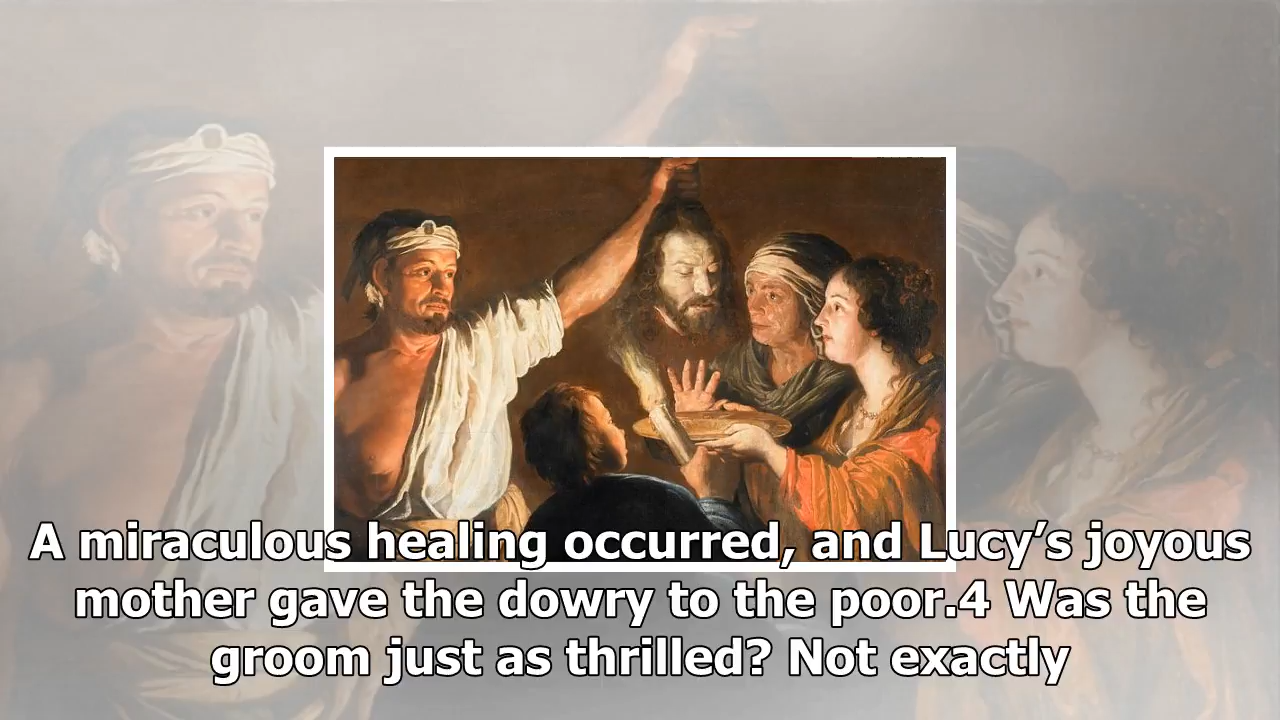 A miraculous healing occurred, and Lucy’s joyous
mother gave the dowry to the poor.4 Was the
groom just as thrilled? Not exactly